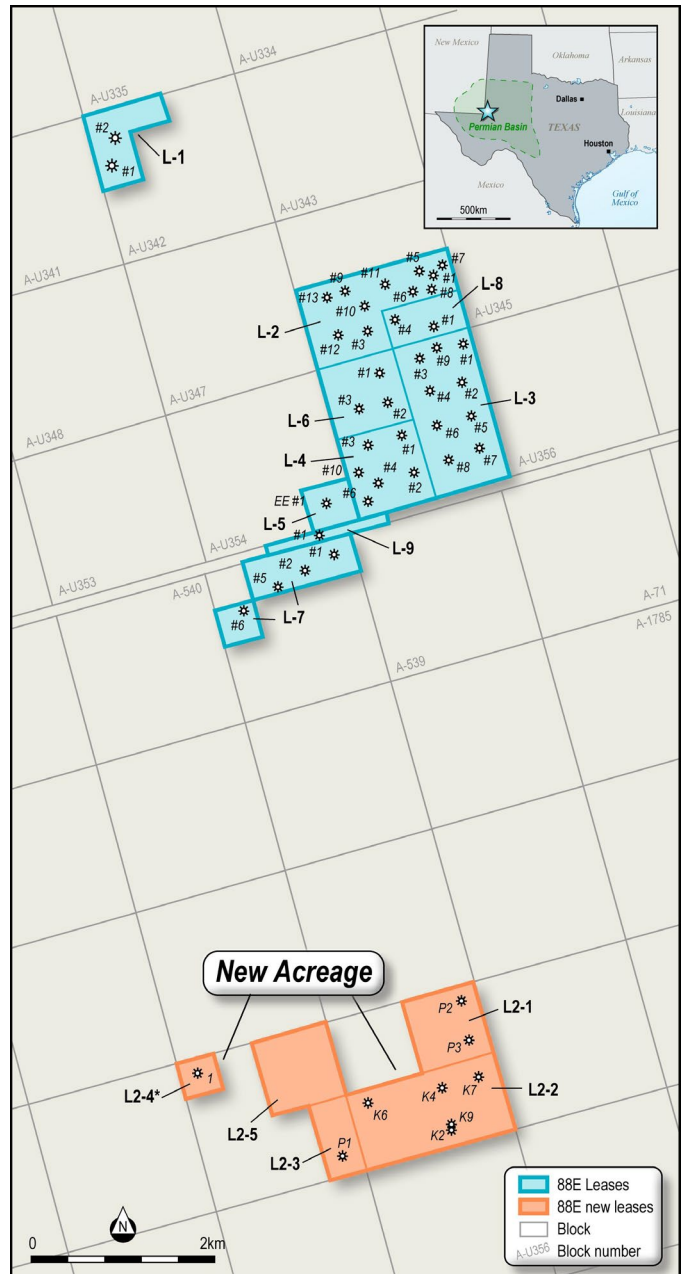 A-U334
New Mexico
Oklahoma
Arkansas
Dallas
Louisiana
Permian Basin
TEXAS
Houston
Mexico
Gulf of
Mexico
500km
A-U335
#2
L-1
#1
A-U343
A-U342
A-U341
#5
#7
#11
#9
#1
L-8
#13
#6
#8
#10
L-2
#4
#1
A-U345
#12
#3
#9
#1
#1
#3
A-U347
#2
L-3
#4
#3
L-6
#2
#5
A-U348
#3
#6
L-4
#1
#7
#10
#4
#8
A-U356
#2
EE #1
#6
L-5
#1
L-9
A-U354
#1
#2
A-U353
#5
A-540
L-7
A-71
#6
A-1785
A-539
New Acreage
P2
L2-1
P3
1
K7
L2-2
L2-4*
K4
K6
K9
L2-5
K2
P1
L2-3
88E Leases
88E new leases
N
Block
0
2km
A-U356
Block number